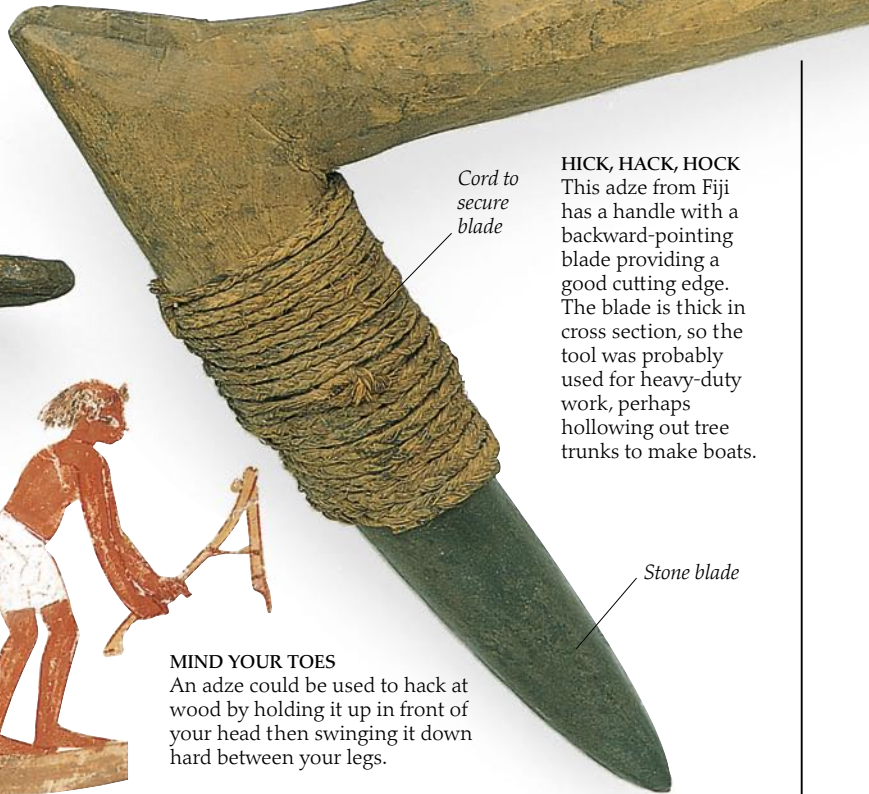 Cord to
secure
blade
HICK, HACK, HOCK
This adze from Fiji
has a handle with a
backward-pointing
blade providing a
good cutting edge.
The blade is thick in
cross section, so the
tool was probably
used for heavy-duty
work, perhaps
hollowing out tree
trunks to make boats.
Stone blade
MIND YOUR TOES
An adze could be used to hack at
wood by holding it up in front of
your head then swinging it down
hard between your legs.